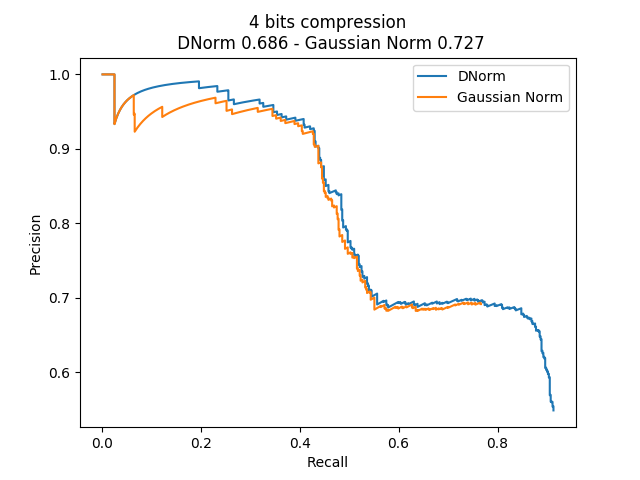 4 bits compression
DNorm 0.686 - Gaussian Norm 0.727
DNorm
Gaussian Norm
Precision
1.0
0.9
0.8
0.7
0.6
0.0 0.2 0.4 0.6 0.8
Recall